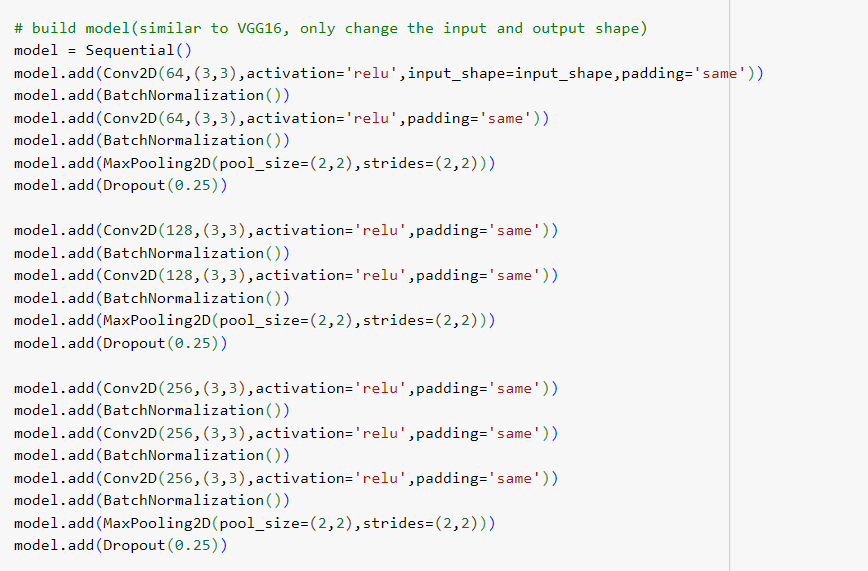 # build model(similar to VGG16, only change the input and output shape)
model = Sequential()
model.add(Conv2D(64,(3,3),activation='relu',input_shape=input_shape,padding='same'))
model.add(BatchNormalization())
model.add(Conv2D(64,(3,3),activation='relu',padding='same'))
model.add(BatchNormalization())
model.add(MaxPooling2D(pool_size=(2,2),strides=(2,2)))
model.add(Dropout(0.25))

model.add(Conv2D(128,(3,3),activation='relu',padding='same'))
model.add(BatchNormalization())
model.add(Conv2D(128,(3,3),activation='relu',padding='same'))
model.add(BatchNormalization())
model.add(MaxPooling2D(pool_size=(2,2),strides=(2,2)))
model.add(Dropout(0.25))

model.add(Conv2D(256,(3,3),activation='relu',padding='same'))
model.add(BatchNormalization())
model.add(Conv2D(256,(3,3),activation='relu',padding='same'))
model.add(BatchNormalization())
model.add(Conv2D(256,(3,3),activation='relu',padding='same'))
model.add(BatchNormalization())
model.add(MaxPooling2D(pool_size=(2,2),strides=(2,2)))
model.add(Dropout(0.25))